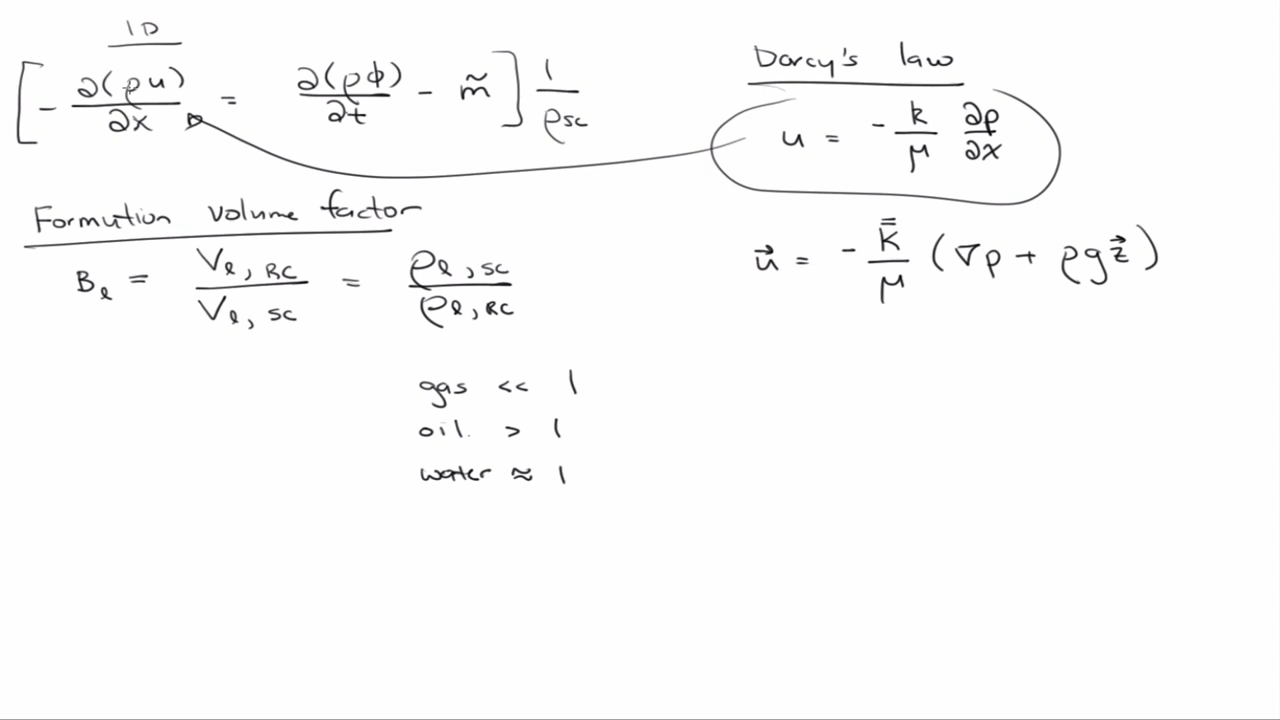 1D
[ - ∂(ρu)/∂x = ∂(ρϕ)/∂t - m̃ ] 1/ρsc
Darcy's law
u = - k/μ ∂p/∂x
u⃗ = - k̿/μ (∇p + ρgz⃗)
Formution volume factor
Bℓ = Vℓ,RC / Vℓ,SC = ρℓ,SC / ρℓ,RC
gas << 1
oil. > 1
water ≈ 1